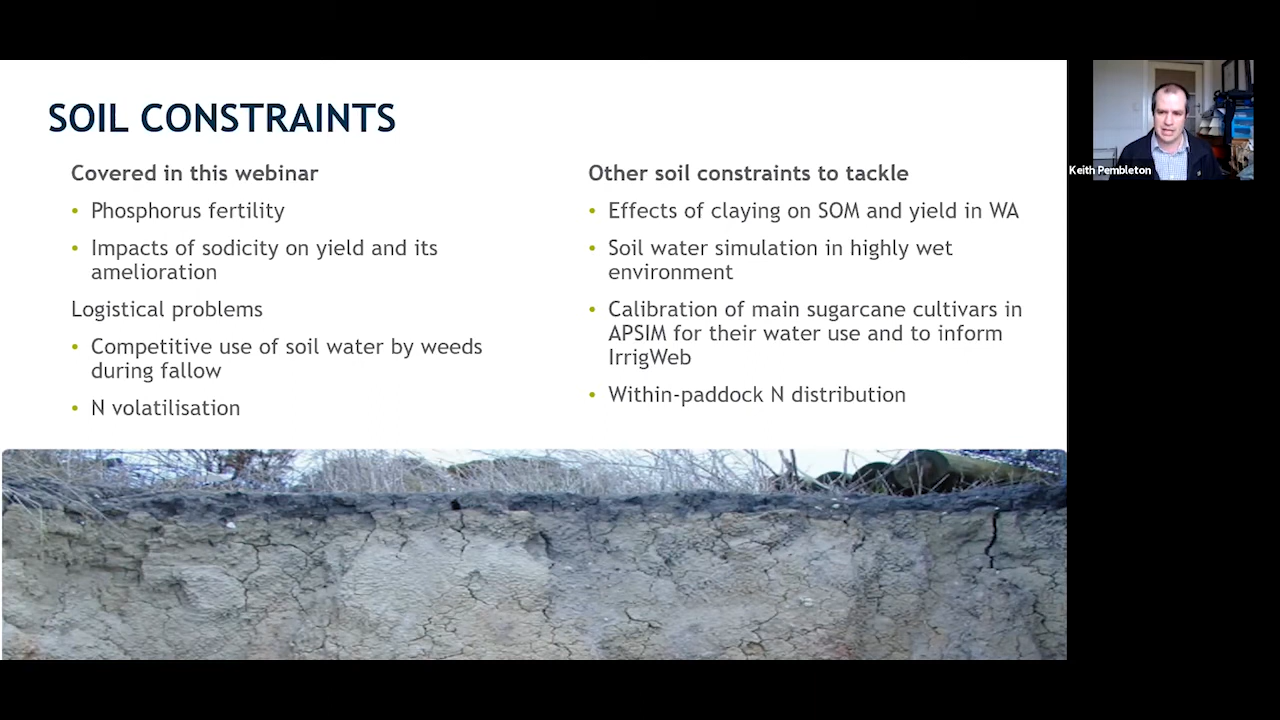 SOIL CONSTRAINTS
Covered in this webinar
• Phosphorus fertility
• Impacts of sodicity on yield and its
amelioration
Logistical problems
• Competitive use of soil water by weeds
during fallow
• N volatilisation
Other soil constraints to tackle
• Effects of claying on SOM and yield in WA
• Soil water simulation in highly wet
environment
• Calibration of main sugarcane cultivars in
APSIM for their water use and to inform
IrrigWeb
• Within-paddock N distribution
Keith Pembleton